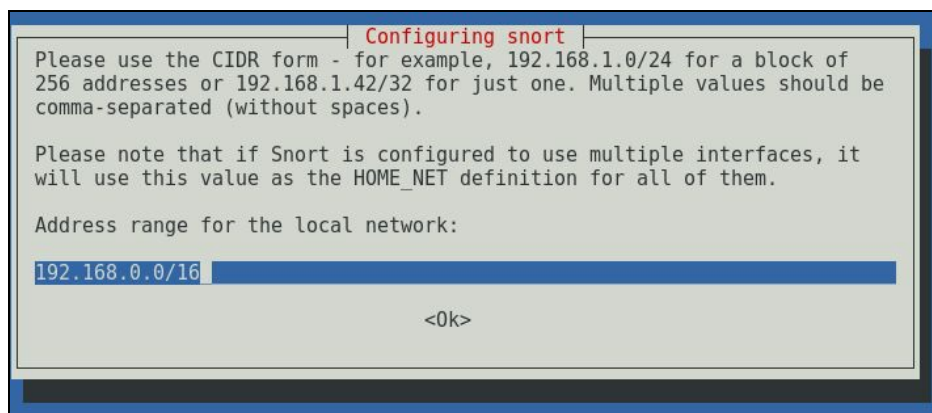 Configuring snort
Please use the CIDR form - for example, 192.168.1.0/24 for a block of
256 addresses or 192.168.1.42/32 for just one. Multiple values should be
comma-separated (without spaces).
Please note that if Snort is configured to use multiple interfaces, it
will use this value as the HOME_NET definition for all of them.
Address range for the local network:
192.168.0.0/16
<Ok>